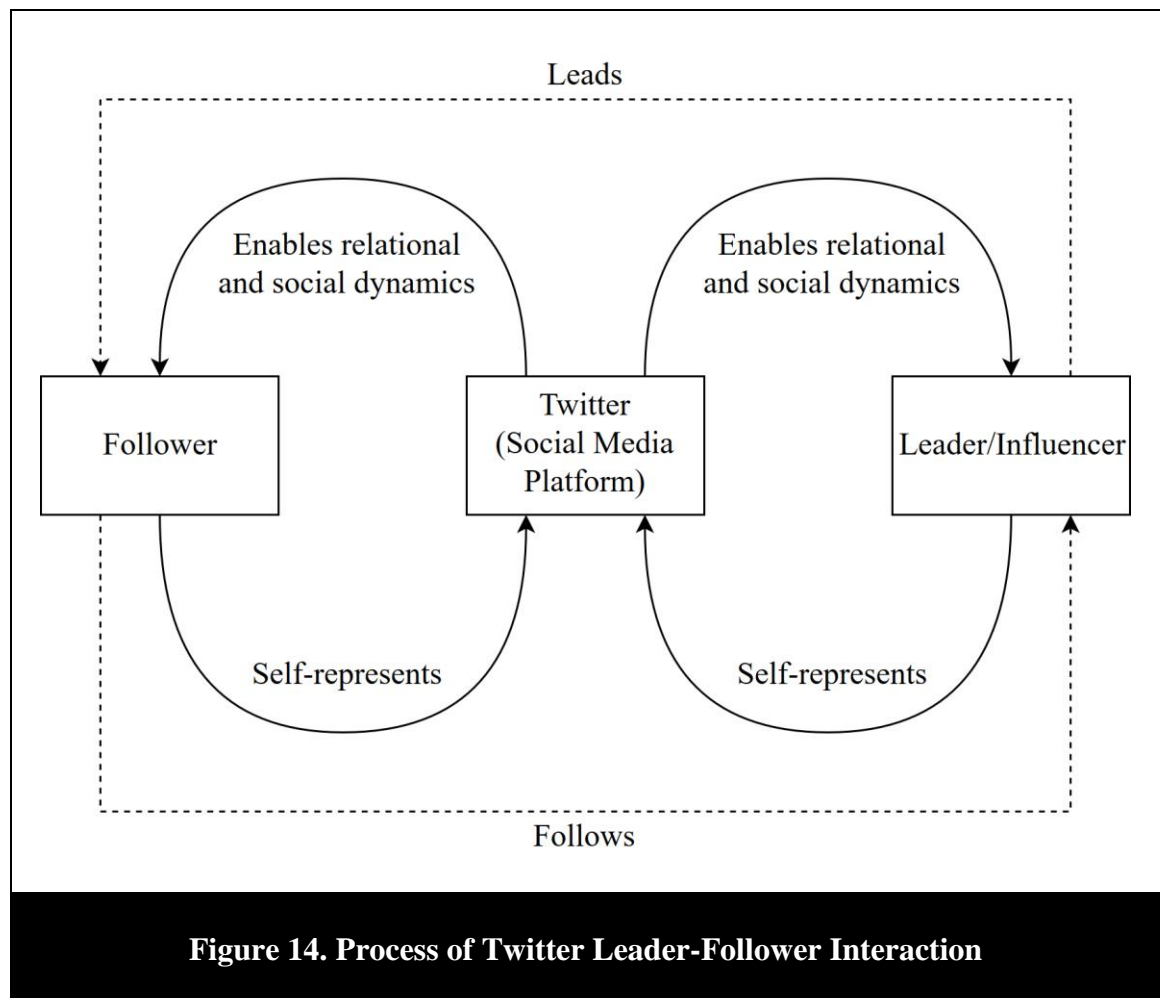 Leads
Enables relational
and social dynamics
Enables relational
and social dynamics
Follower
Twitter
(Social Media
Platform)
Leader/Influencer
Self-represents
Self-represents
Follows
Figure 14. Process of Twitter Leader-Follower Interaction